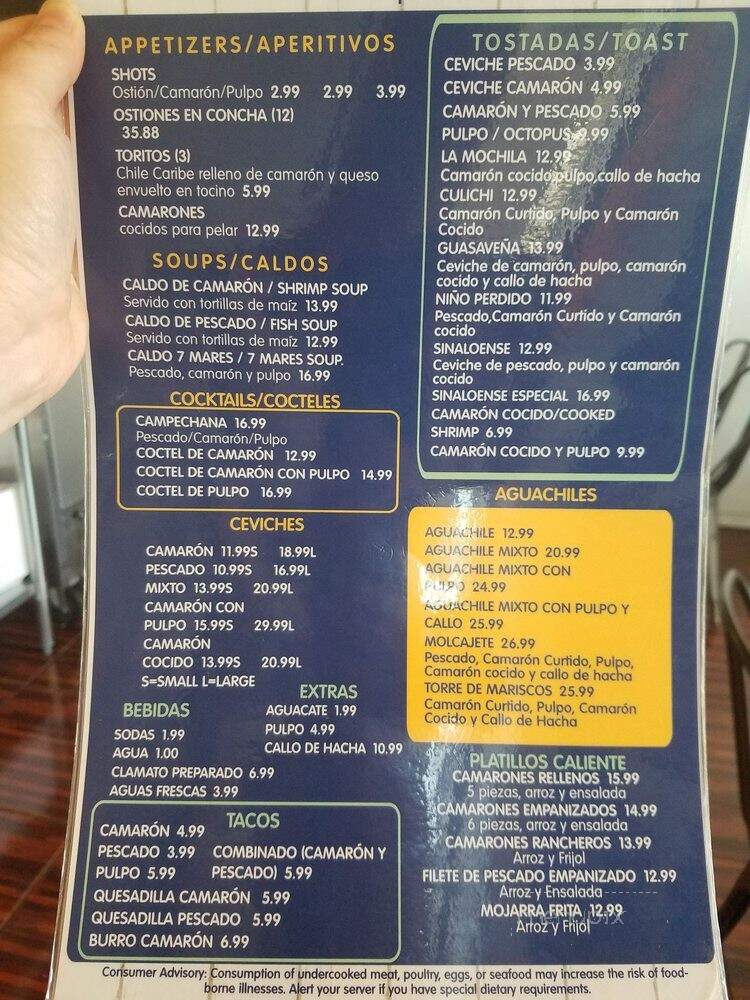 APPETIZERS/APERITIVOS
SHOTS
Ostión/Camarón/Pulpo 2.99 2.99 3.99
OSTIONES EN CONCHA (12)
35.88
TORITOS (3)
Chile Caribe relleno de camarón y queso
envuelto en tocino 5.99
CAMARONES
cocidos para pelar 12.99
SOUPS/CALDOS
CALDO DE CAMARÓN / SHRIMP SOUP
Servido con tortillas de maíz 13.99
CALDO DE PESCADO / FISH SOUP
Servido con tortillas de maíz 12.99
CALDO 7 MARES / 7 MARES SOUP.
Pescado, camarón y pulpo 16.99
COCKTAILS/COCTELES
CAMPECHANA 16.99
Pescado/Camarón/Pulpo
COCTEL DE CAMARÓN 12.99
COCTEL DE CAMARÓN CON PULPO 14.99
COCTEL DE PULPO 16.99
CEVICHES
CAMARÓN 11.99S 18.99L
PESCADO 10.99S 16.99L
MIXTO 13.99S 20.99L
CAMARÓN CON
PULPO 15.99S 29.99L
CAMARÓN
COCIDO 13.99S 20.99L
S=SMALL L=LARGE
BEBIDAS
SODAS 1.99
AGUA 1.00
CLAMATO PREPARADO 6.99
AGUAS FRESCAS 3.99
EXTRAS
AGUACATE 1.99
PULPO 4.99
CALLO DE HACHA 10.99
TACOS
CAMARÓN 4.99
PESCADO 3.99 COMBINADO (CAMARÓN Y
PULPO 5.99 PESCADO) 5.99
QUESADILLA CAMARÓN 5.99
QUESADILLA PESCADO 5.99
BURRO CAMARÓN 6.99
TOSTADAS/TOAST
CEVICHE PESCADO 3.99
CEVICHE CAMARÓN 4.99
CAMARÓN Y PESCADO 5.99
PULPO / OCTOPUS 9.99
LA MOCHILA 12.99
Camarón cocido,pulpo,callo de hacha
CULICHI 12.99
Camarón Curtido, Pulpo y Camarón
Cocido
GUASAVEÑA 13.99
Ceviche de camarón, pulpo, camarón
cocido y callo de hacha
NIÑO PERDIDO 11.99
Pescado,Camarón Curtido y Camarón
cocido
SINALOENSE 12.99
Ceviche de pescado, pulpo y camarón
cocido
SINALOENSE ESPECIAL 16.99
CAMARÓN COCIDO/COOKED
SHRIMP 6.99
CAMARÓN COCIDO Y PULPO 9.99
AGUACHILES
AGUACHILE 12.99
AGUACHILE MIXTO 20.99
AGUACHILE MIXTO CON
PULPO 24.99
AGUACHILE MIXTO CON PULPO Y
CALLO 25.99
MOLCAJETE 26.99
Pescado, Camarón Curtido, Pulpo,
Camarón cocido y callo de hacha
TORRE DE MARISCOS 25.99
Camarón Curtido, Pulpo, Camarón
Cocido y Callo de Hacha
PLATILLOS CALIENTE
CAMARONES RELLENOS 15.99
5 piezas, arroz y ensalada
CAMARONES EMPANIZADOS 14.99
6 piezas, arroz y ensalada
CAMARONES RANCHEROS 13.99
Arroz y Frijol
FILETE DE PESCADO EMPANIZADO 12.99
Arroz y Ensalada
MOJARRA FRITA 12.99
Arroz y Frijol
Consumer Advisory: Consumption of undercooked meat, poultry, eggs, or seafood may increase the risk of food-
borne illnesses. Alert your server if you have special dietary requirements.